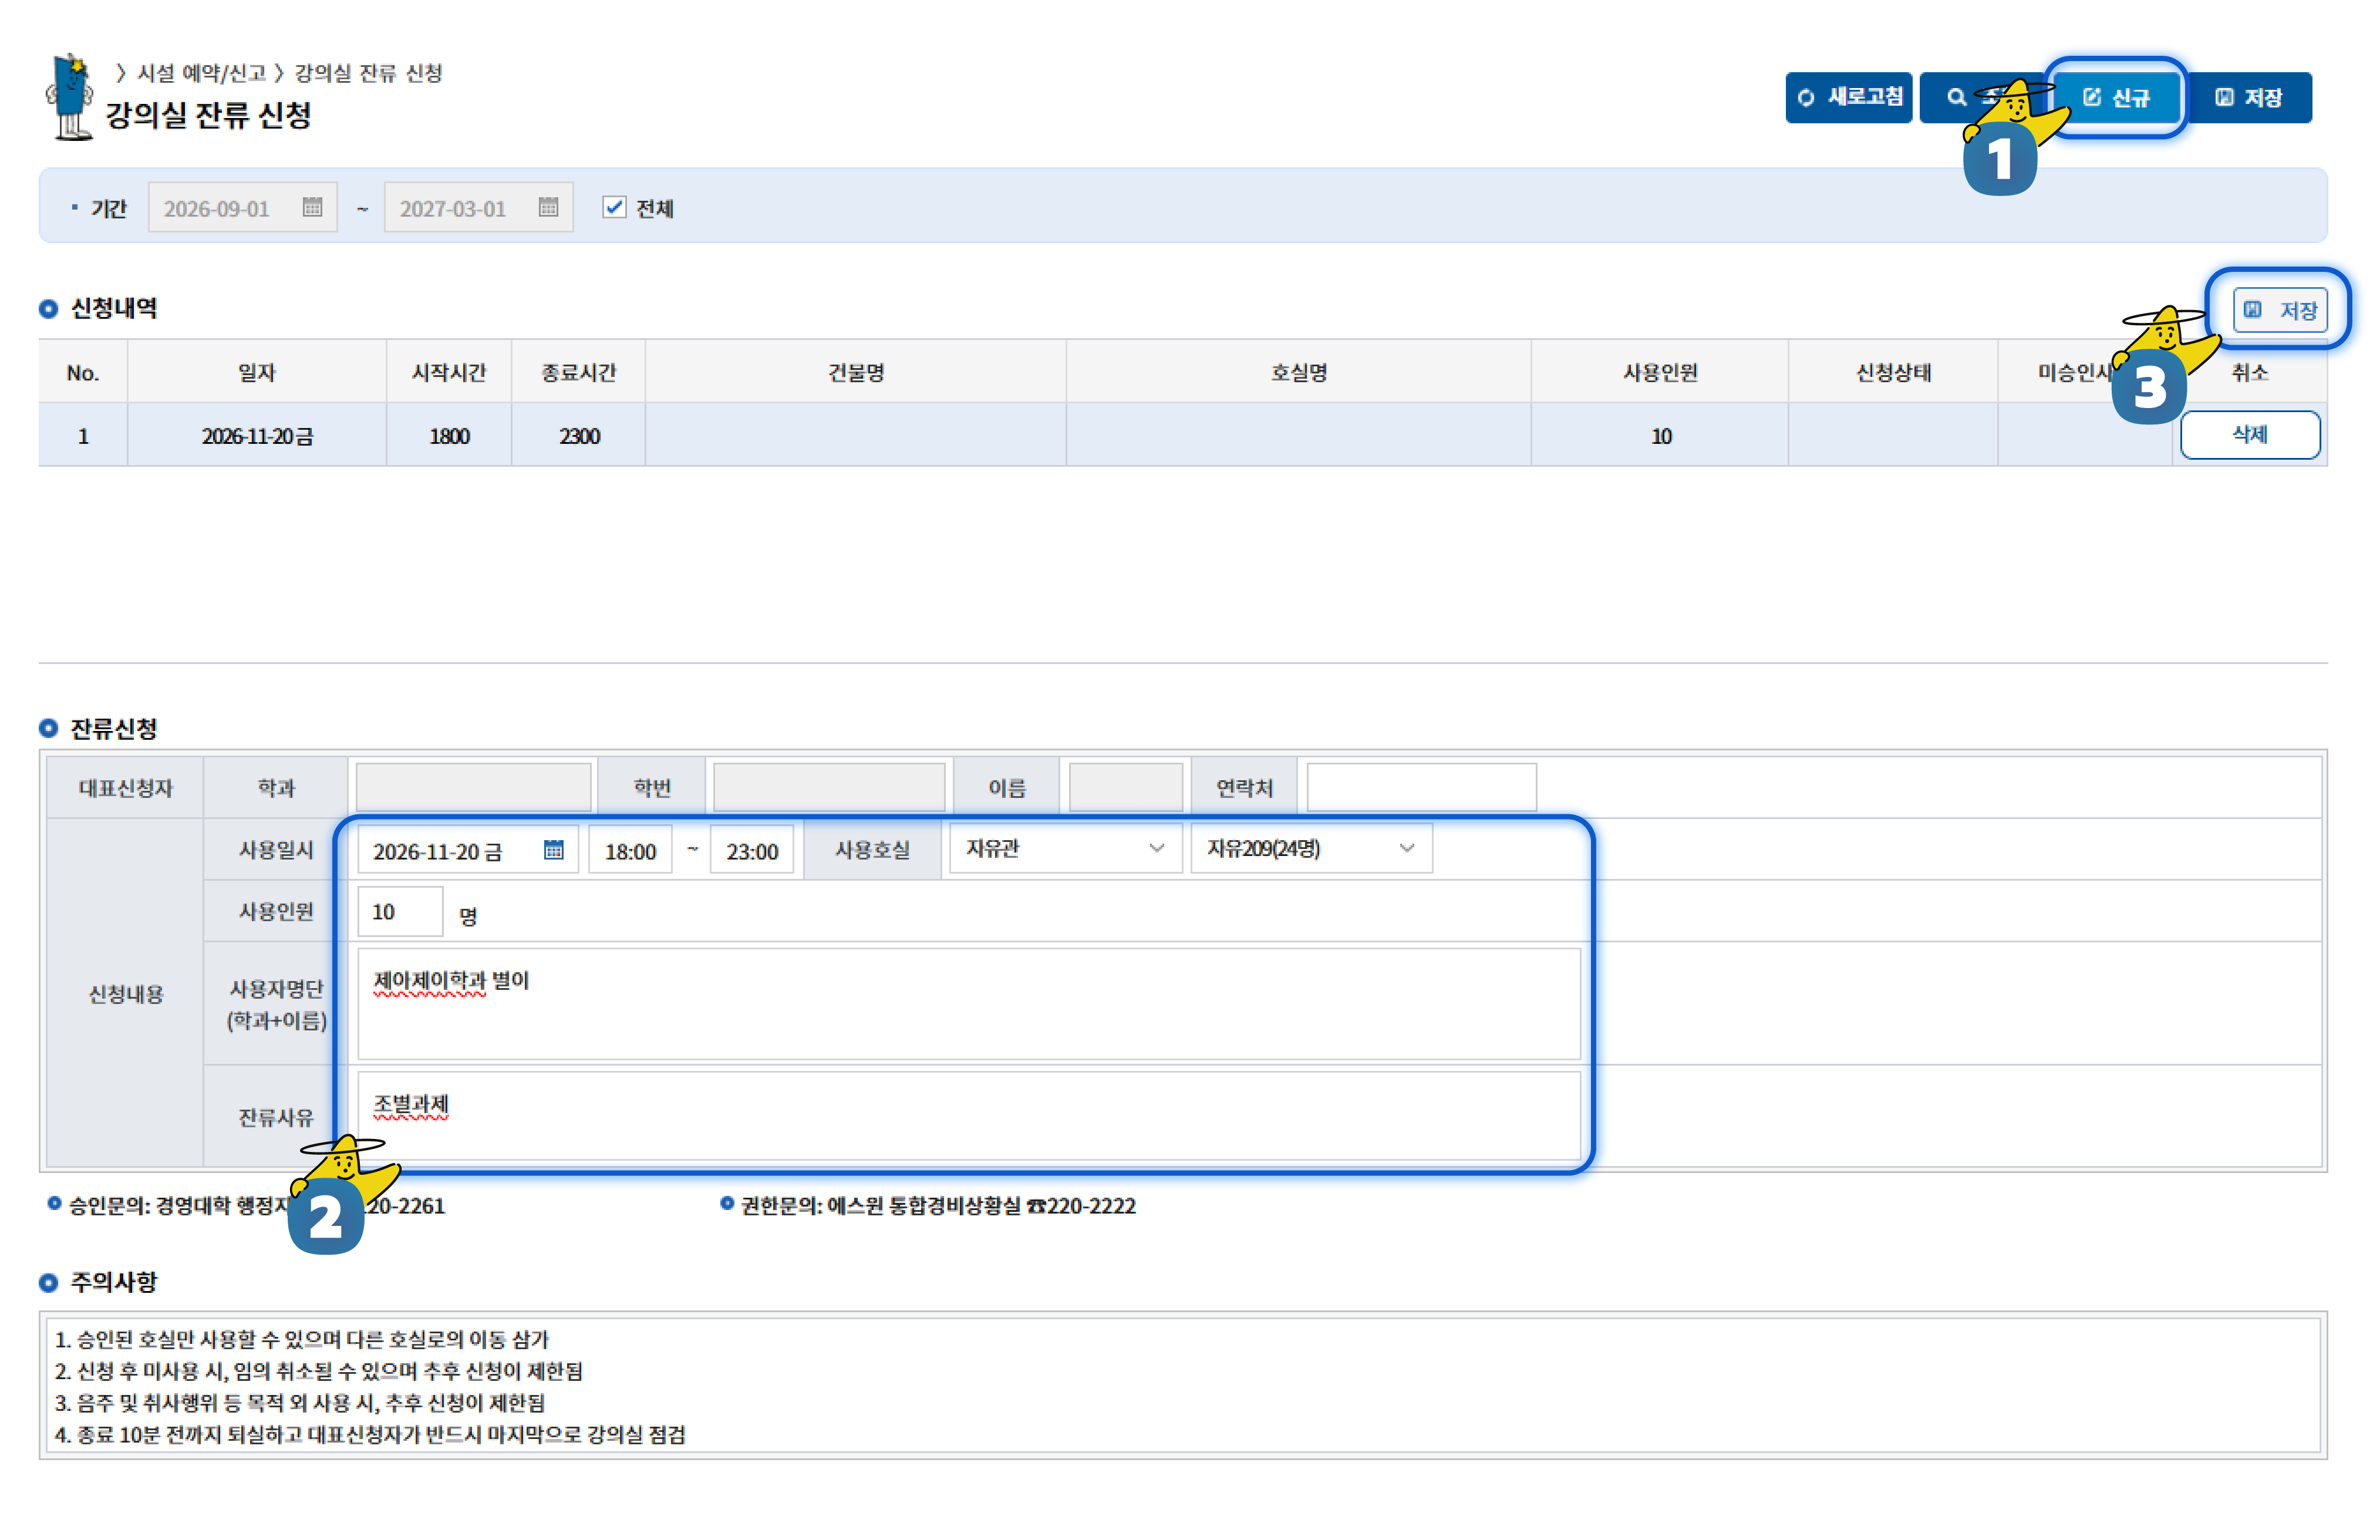 〉시설 예약/신고 〉강의실 잔류 신청
강의실 잔류 신청
새로고침 신규 저장
1
기간 2026-09-01 ~ 2027-03-01 전체
신청내역 저장
No. 일자 시작시간 종료시간 건물명 호실명 사용인원 신청상태 미승인사 취소
3
1 2026-11-20 금 1800 2300 10 삭제
잔류신청
대표신청자 학과 학번 이름 연락처
사용일시 2026-11-20 금 18:00 ~ 23:00 사용호실 자유관 자유209(24명)
사용인원 10 명
신청내용 사용자명단 제아제이학과 별이
(학과+이름)
잔류사유 조별과제
2
승인문의: 경영대학 행정지 20-2261 권한문의: 에스원 통합경비상황실 ☎220-2222
주의사항
1. 승인된 호실만 사용할 수 있으며 다른 호실로의 이동 삼가
2. 신청 후 미사용 시, 임의 취소될 수 있으며 추후 신청이 제한됨
3. 음주 및 취사행위 등 목적 외 사용 시, 추후 신청이 제한됨
4. 종료 10분 전까지 퇴실하고 대표신청자가 반드시 마지막으로 강의실 점검